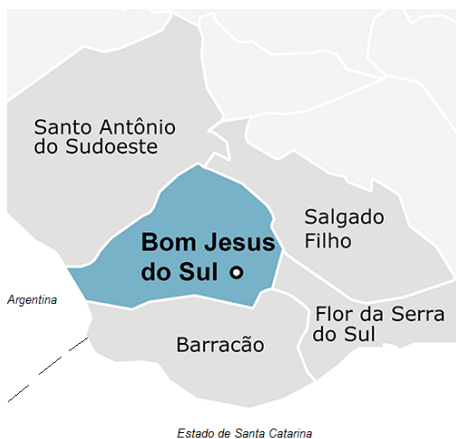 Santo Antônio
do Sudoeste
Salgado
Filho
Bom Jesus
do Sul
Argentina
Flor da Serra
do Sul
Barracão
Estado de Santa Catarina